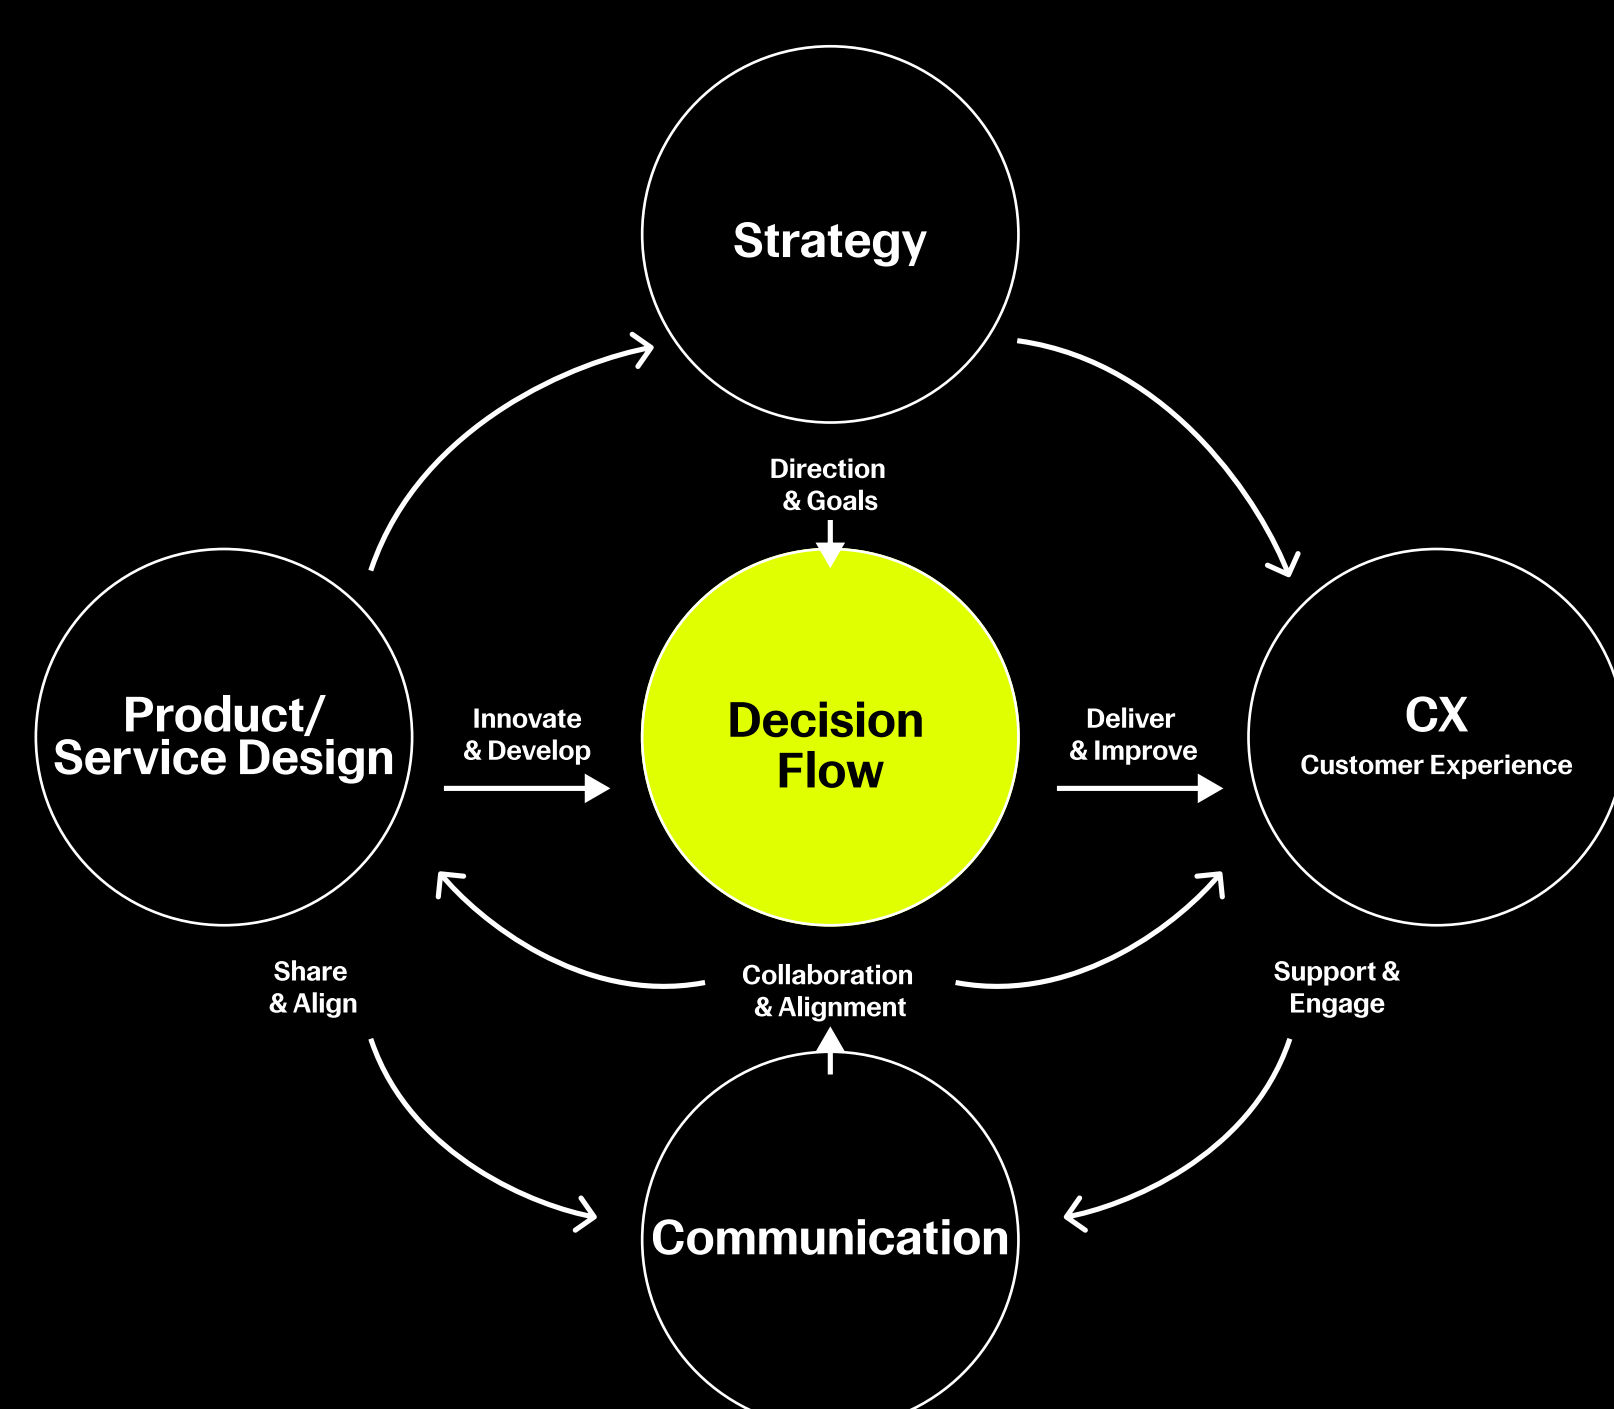 Strategy
Direction
& Goals
Product/
Service Design
Innovate
& Develop
Decision
Flow
Deliver
& Improve
CX
Customer Experience
Share
& Align
Collaboration
& Alignment
Support &
Engage
Communication